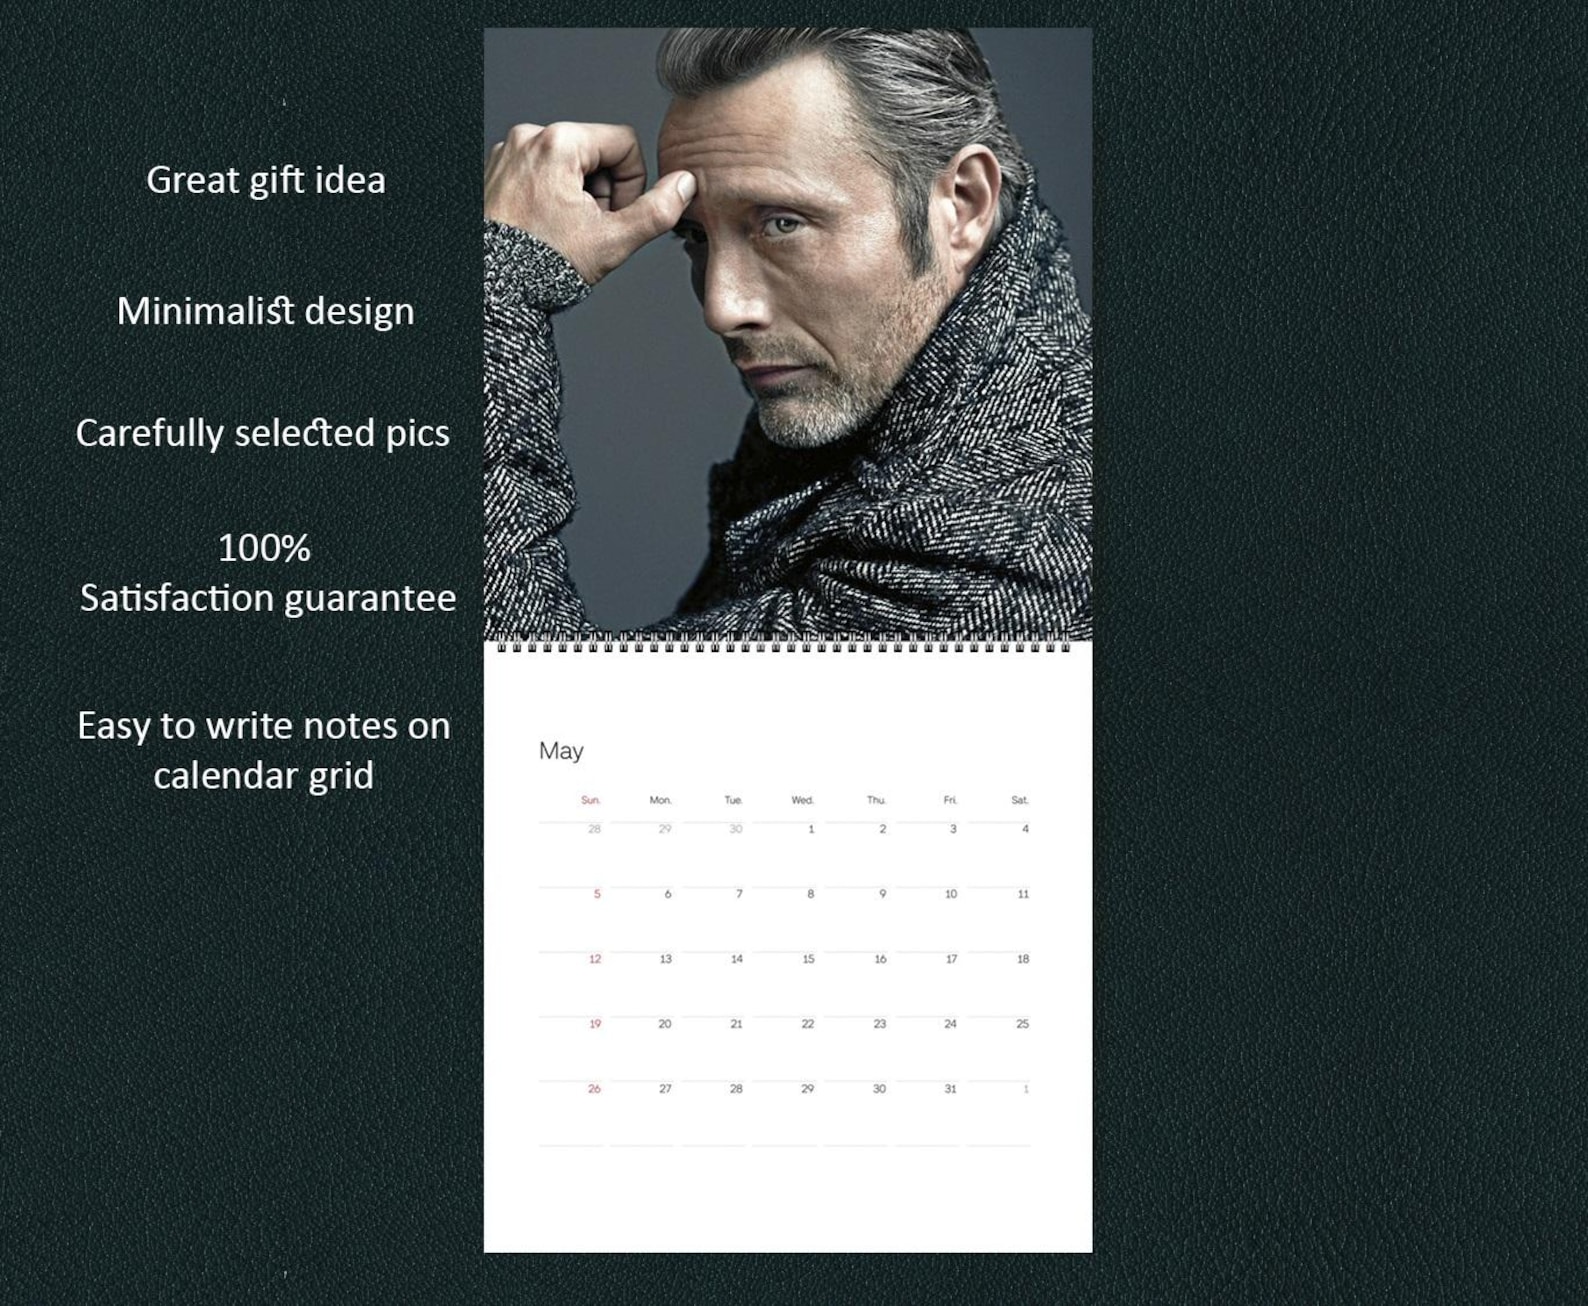 Great gift idea
Minimalist design
Carefully selected pics
100%
Satisfaction guarantee
Easy to write notes on
calendar grid
May
Sun. Mon. Tue. Wed. Thu. Fri. Sat.
28 29 30 1 2 3 4
5 6 7 8 9 10 11
12 13 14 15 16 17 18
19 20 21 22 23 24 25
26 27 28 29 30 31 1